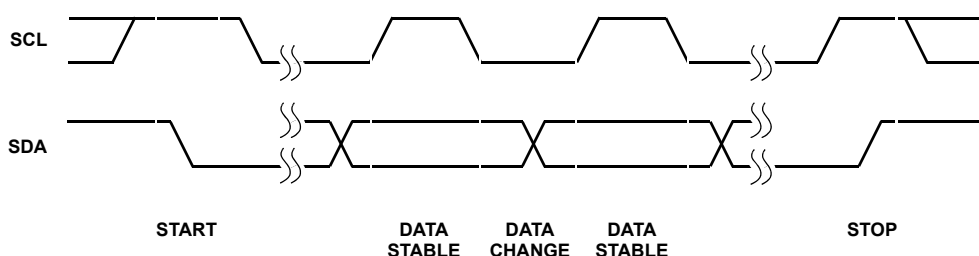 SCL
SDA
START
DATA STABLE
DATA CHANGE
DATA STABLE
STOP